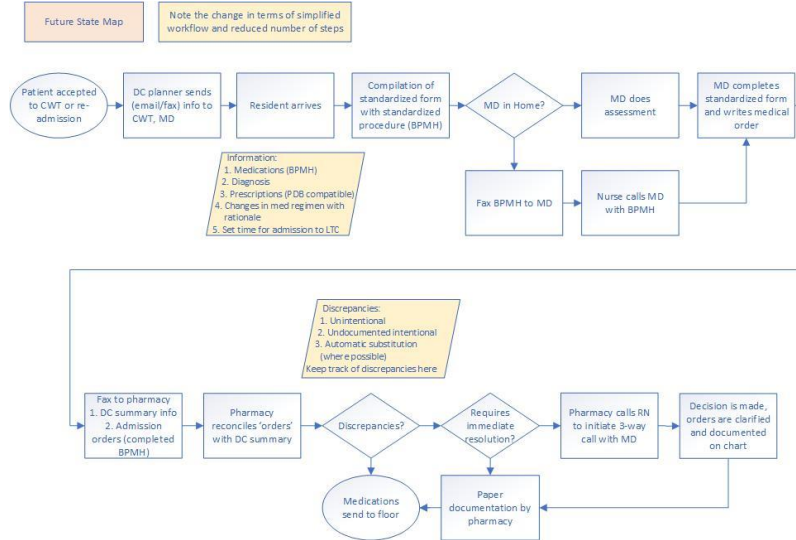 Future State Map
Note the change in terms of simplified
workflow and reduced number of steps
Patient accepted
to CWT or re-
admission
DC planner sends
(email/fax) info to
CWT, MD
Resident arrives
Compilation of
standardized form
with standardized
procedure (BPMH)
MD in Home?
MD does
assessment
MD completes
standardized form
and writes medical
order
Information:
1. Medications (BPMH)
2. Diagnosis
3. Prescriptions (PDB compatible)
4. Changes in med regimen with
rationale
5. Set time for admission to LTC
Fax BPMH to MD
Nurse calls MD
with BPMH
Discrepancies:
1. Unintentional
2. Undocumented intentional
3. Automatic substitution
(where possible)
Keep track of discrepancies here
Fax to pharmacy
1. DC summary info
2. Admission
orders (completed
BPMH)
Pharmacy
reconciles 'orders'
with DC summary
Discrepancies?
Requires
immediate
resolution?
Pharmacy calls RN
to initiate 3-way
call with MD
Decision is made,
orders are clarified
and documented
on chart
Medications
send to floor
Paper
documentation by
pharmacy